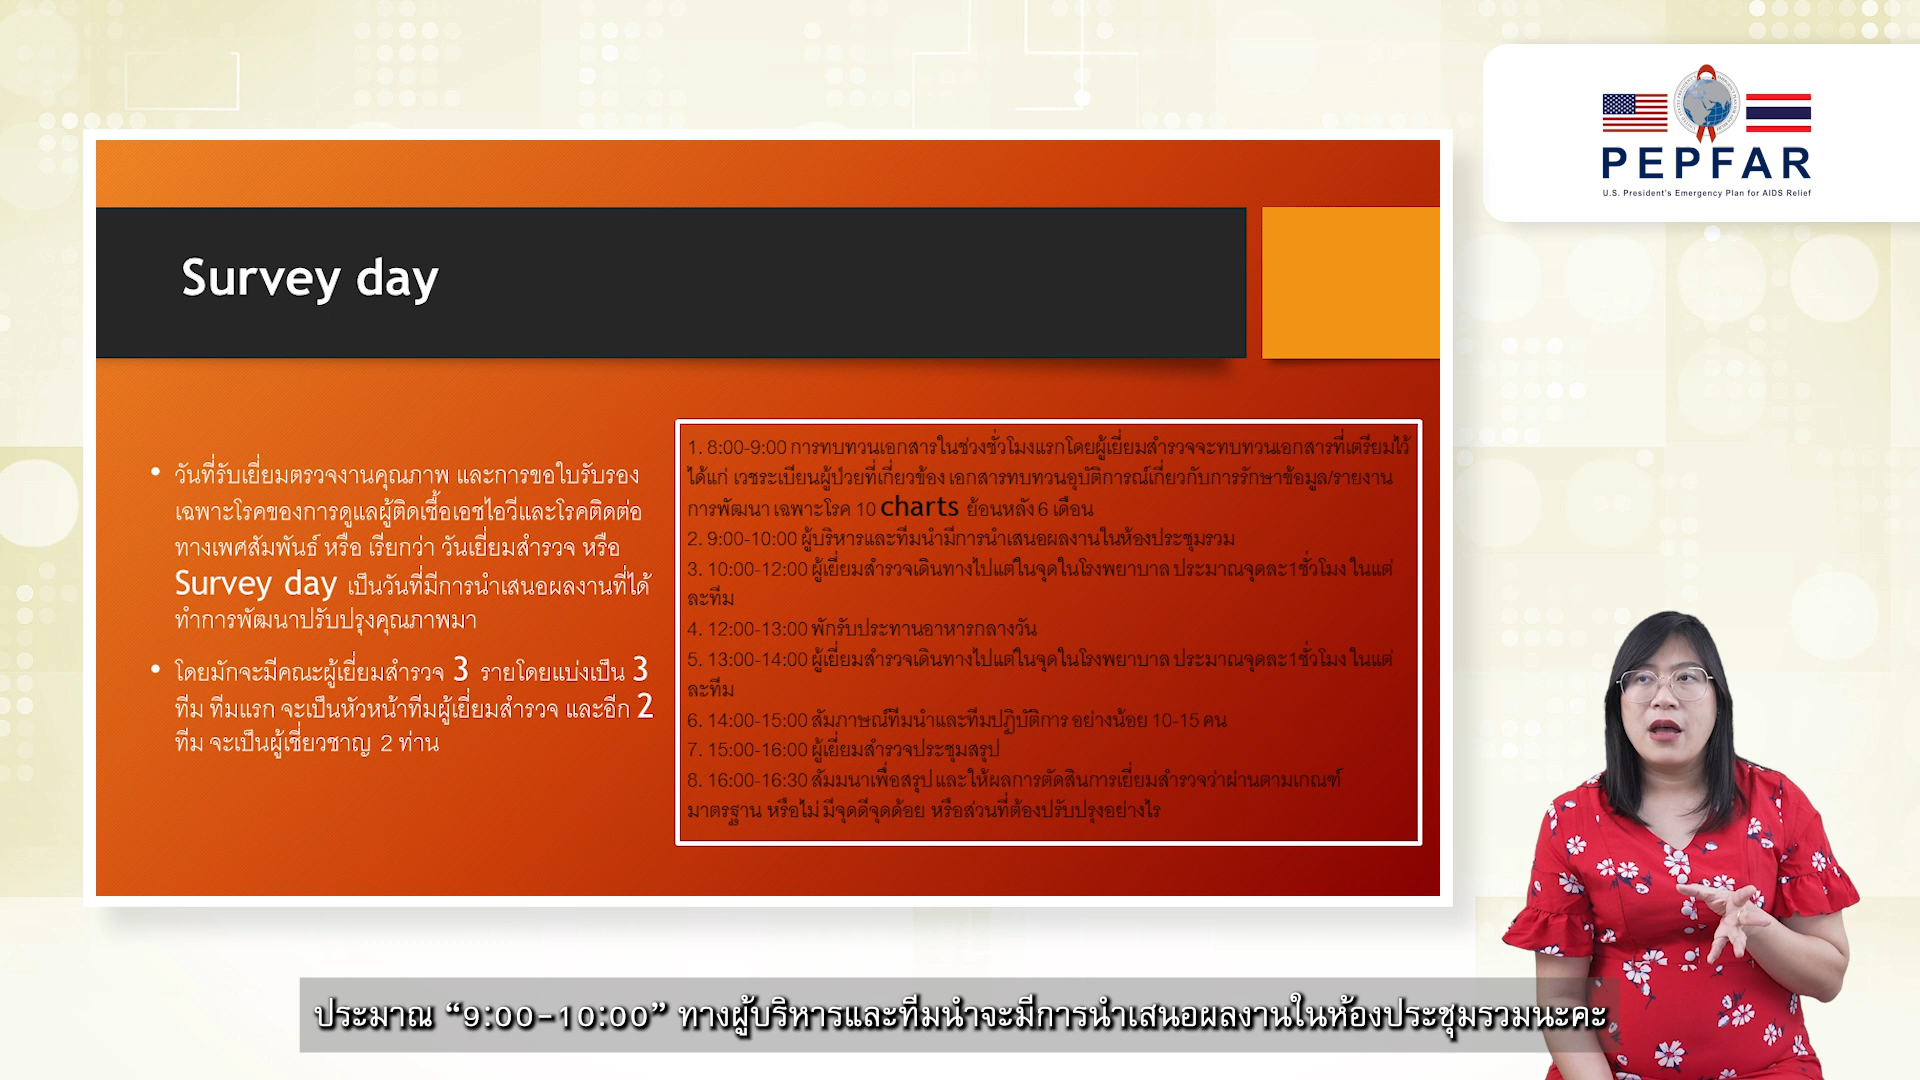 PEPFAR
U.S. President's Emergency Plan for AIDS Relief
Survey day
• วันที่รับเยี่ยมตรวจงานคุณภาพ และการขอใบรับรอง
เฉพาะโรคของการดูแลผู้ติดเชื้อเอชไอวีและโรคติดต่อ
ทางเพศสัมพันธ์ หรือ เรียกว่า วันเยี่ยมสำรวจ หรือ
Survey day เป็นวันที่มีการนำเสนอผลงานที่ได้
ทำการพัฒนาปรับปรุงคุณภาพมา
• โดยมักจะมีคณะผู้เยี่ยมสำรวจ 3 รายโดยแบ่งเป็น 3
ทีม ทีมแรก จะเป็นหัวหน้าทีมผู้เยี่ยมสำรวจ และอีก 2
ทีม จะเป็นผู้เชี่ยวชาญ 2 ท่าน
1. 8:00-9:00 การทบทวนเอกสารในช่วงชั่วโมงแรกโดยผู้เยี่ยมสำรวจจะทบทวนเอกสารที่เตรียมไว้
ได้แก่ เวชระเบียนผู้ป่วยที่เกี่ยวข้อง เอกสารทบทวนอุบัติการณ์เกี่ยวกับการรักษาข้อมูล/รายงาน
การพัฒนา เฉพาะโรค 10 charts ย้อนหลัง 6 เดือน
2. 9:00-10:00 ผู้บริหารและทีมนำมีการนำเสนอผลงานในห้องประชุมรวม
3. 10:00-12:00 ผู้เยี่ยมสำรวจเดินทางไปแต่ในจุดในโรงพยาบาล ประมาณจุดละ1ชั่วโมง ในแต่
ละทีม
4. 12:00-13:00 พักรับประทานอาหารกลางวัน
5. 13:00-14:00 ผู้เยี่ยมสำรวจเดินทางไปแต่ในจุดในโรงพยาบาล ประมาณจุดละ1ชั่วโมง ในแต่
ละทีม
6. 14:00-15:00 สัมภาษณ์ทีมนำและทีมปฏิบัติการ อย่างน้อย 10-15 คน
7. 15:00-16:00 ผู้เยี่ยมสำรวจประชุมสรุป
8. 16:00-16:30 สัมมนาเพื่อสรุป และให้ผลการตัดสินการเยี่ยมสำรวจว่าผ่านตามเกณฑ์
มาตรฐาน หรือไม่ มีจุดดีจุดด้อย หรือส่วนที่ต้องปรับปรุงอย่างไร
ประมาณ “9:00-10:00” ทางผู้บริหารและทีมนำจะมีการนำเสนอผลงานในห้องประชุมรวมนะคะ